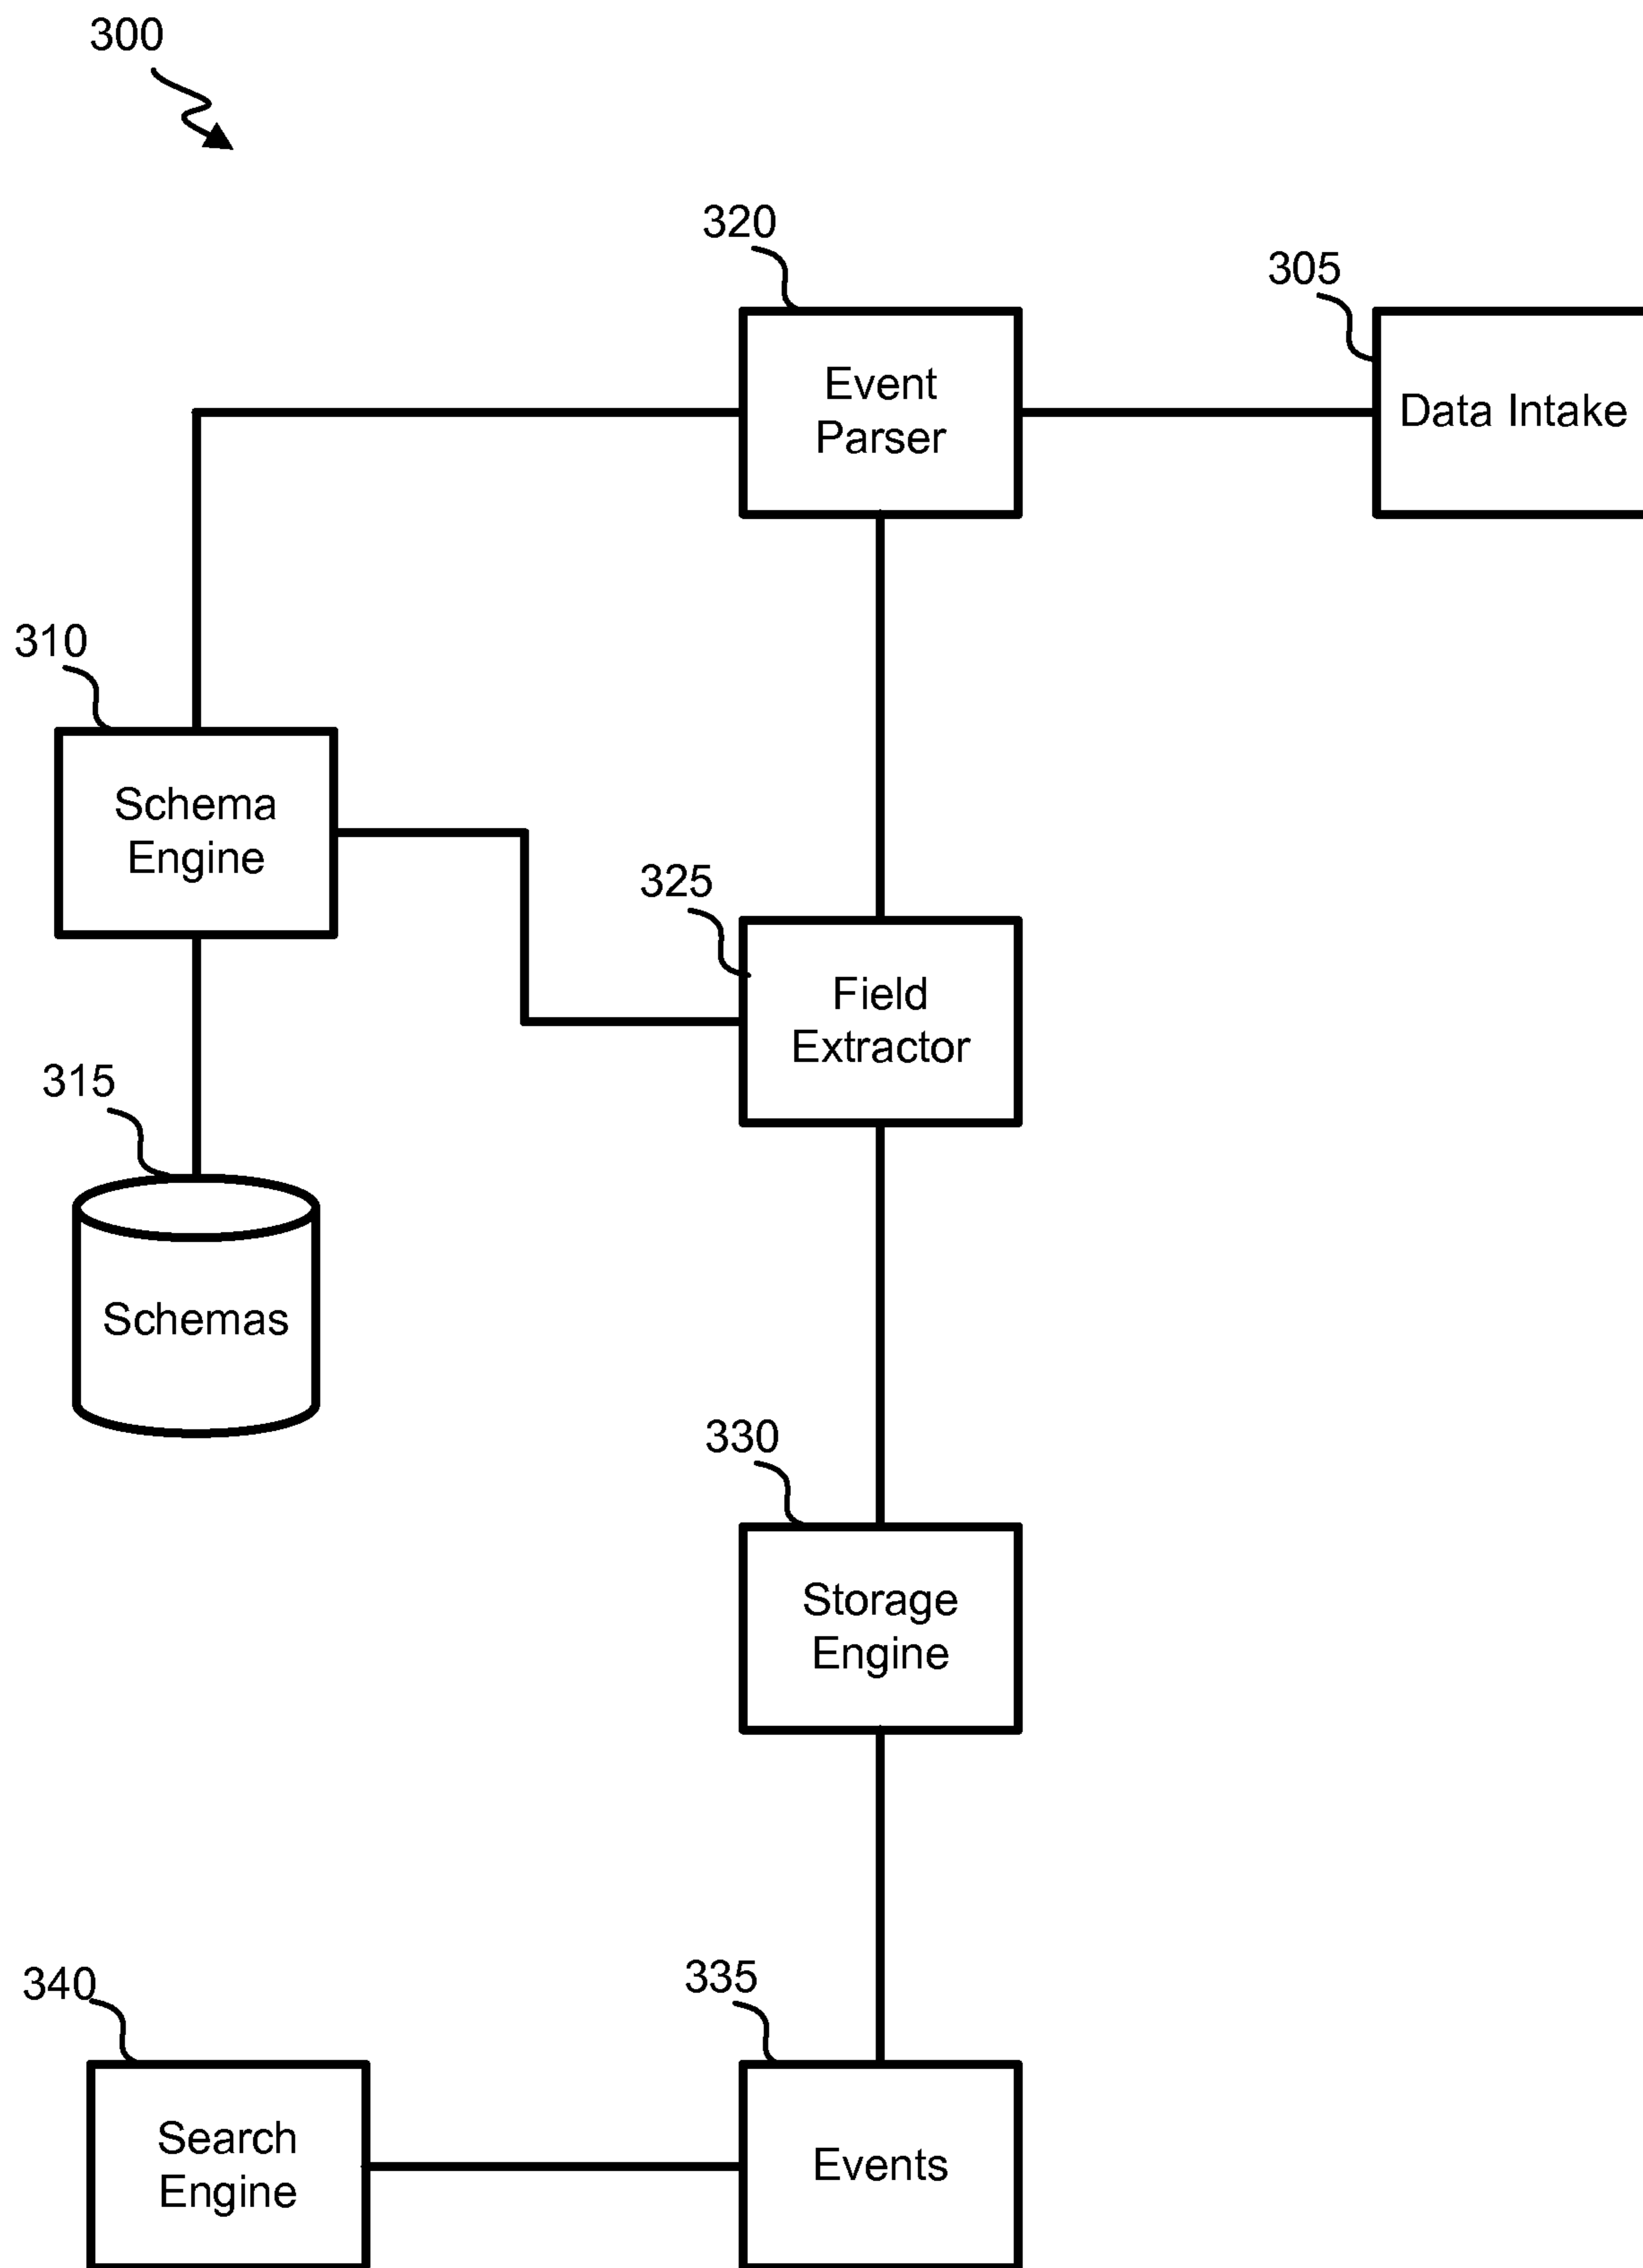 300
320
305
Event
Parser
Data Intake
310
Schema
Engine
325
Field
Extractor
315
Schemas
330
Storage
Engine
340
335
Search
Engine
Events